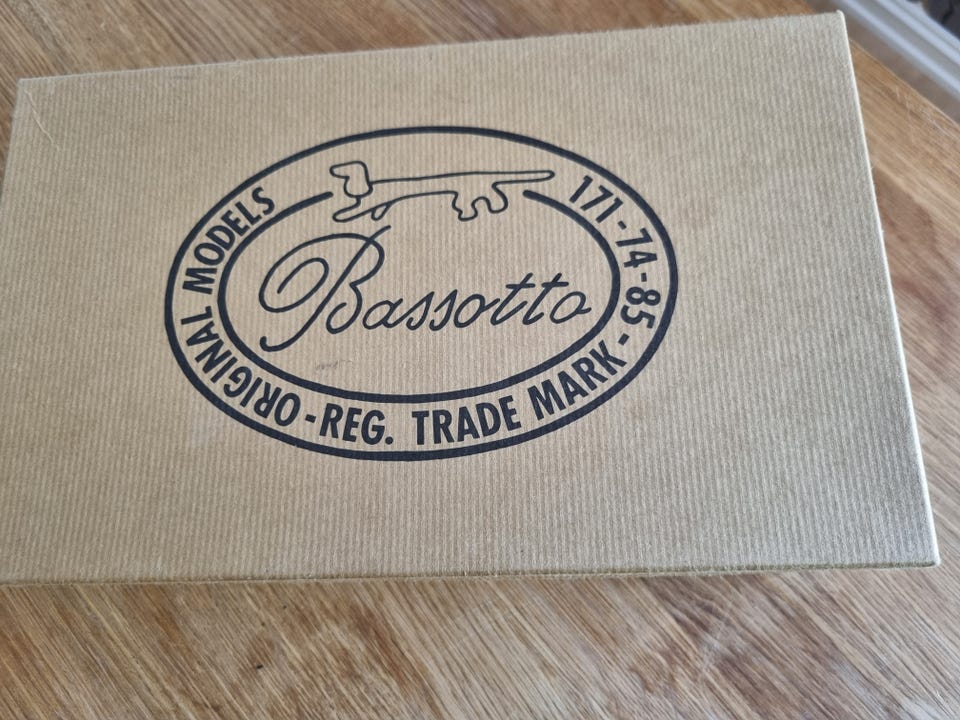 Bassotto
ORIGINAL MODELS
171-74-85-REG. TRADE MARK-